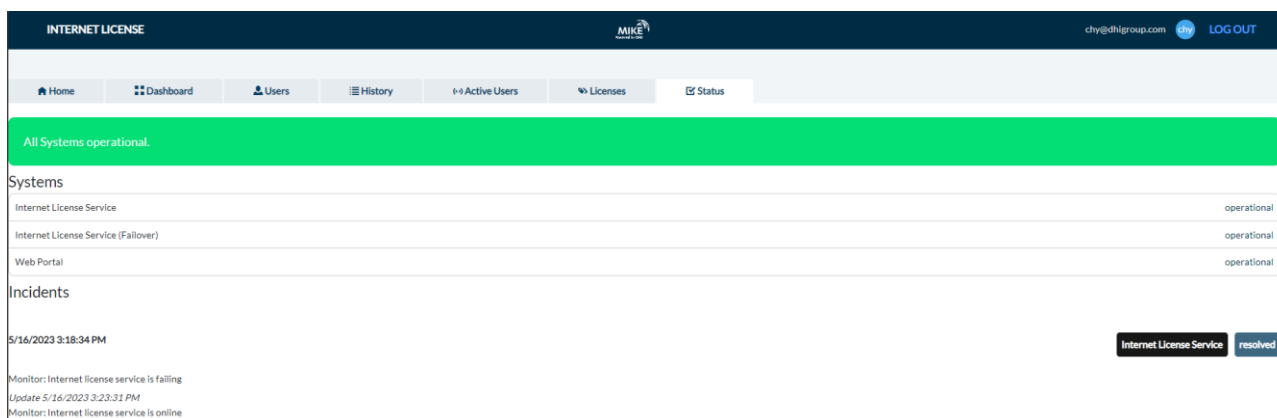 INTERNET LICENSE
MIKE
Powered by DHI
chy@dhigroup.com chy LOG OUT
Home Dashboard Users History Active Users Licenses Status
All Systems operational.
Systems
Internet License Service operational
Internet License Service (Failover) operational
Web Portal operational
Incidents
5/16/2023 3:18:34 PM Internet License Service resolved
Monitor: Internet license service is failing
Update 5/16/2023 3:23:31 PM
Monitor: Internet license service is online